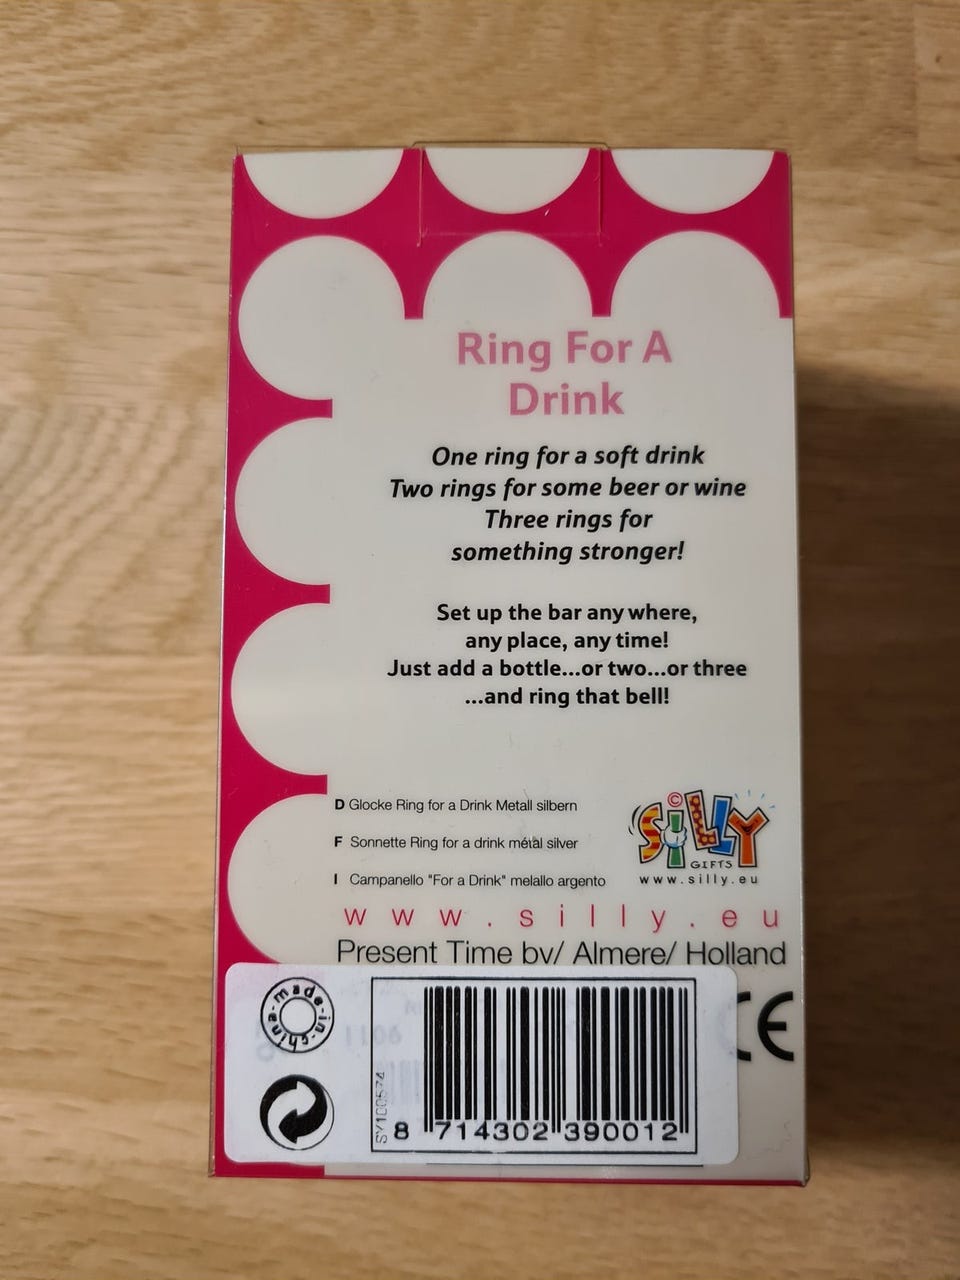 Ring For A
Drink
One ring for a soft drink
Two rings for some beer or wine
Three rings for
something stronger!
Set up the bar any where,
any place, any time!
Just add a bottle...or two...or three
...and ring that bell!
D Glocke Ring for a Drink Metall silbern
F Sonnette Ring for a drink métal silver
I Campanello "For a Drink" melallo argento
© SiLLY
GIFTS
www.silly.eu
www.silly.eu
Present Time bv/ Almere/ Holland
CE
made-in-china
SY100574
8 714302 390012